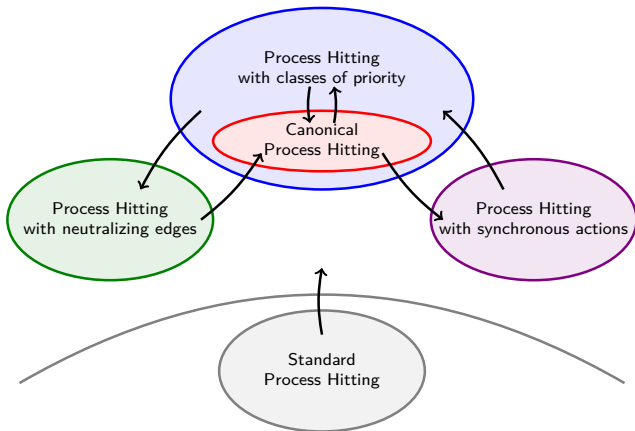 Process Hitting
with classes of priority
Canonical
Process Hitting
Process Hitting
with neutralizing edges
Process Hitting
with synchronous actions
Standard
Process Hitting